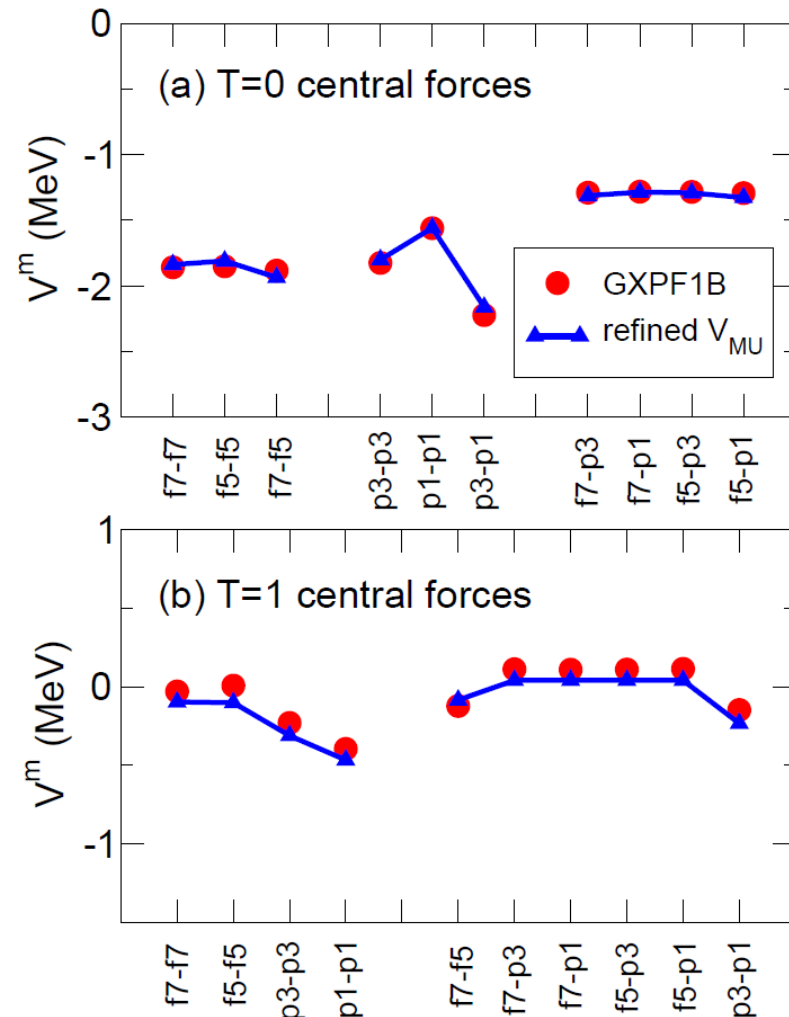 0
(a) T=0 central forces
-1
V^m (MeV)
-2
GXPF1B
refined V_MU
-3
f7-f7
f5-f5
f7-f5
p3-p3
p1-p1
p3-p1
f7-p3
f7-p1
f5-p3
f5-p1
1
(b) T=1 central forces
0
V^m (MeV)
-1
f7-f7
f5-f5
p3-p3
p1-p1
f7-f5
f7-p3
f7-p1
f5-p3
f5-p1
p3-p1